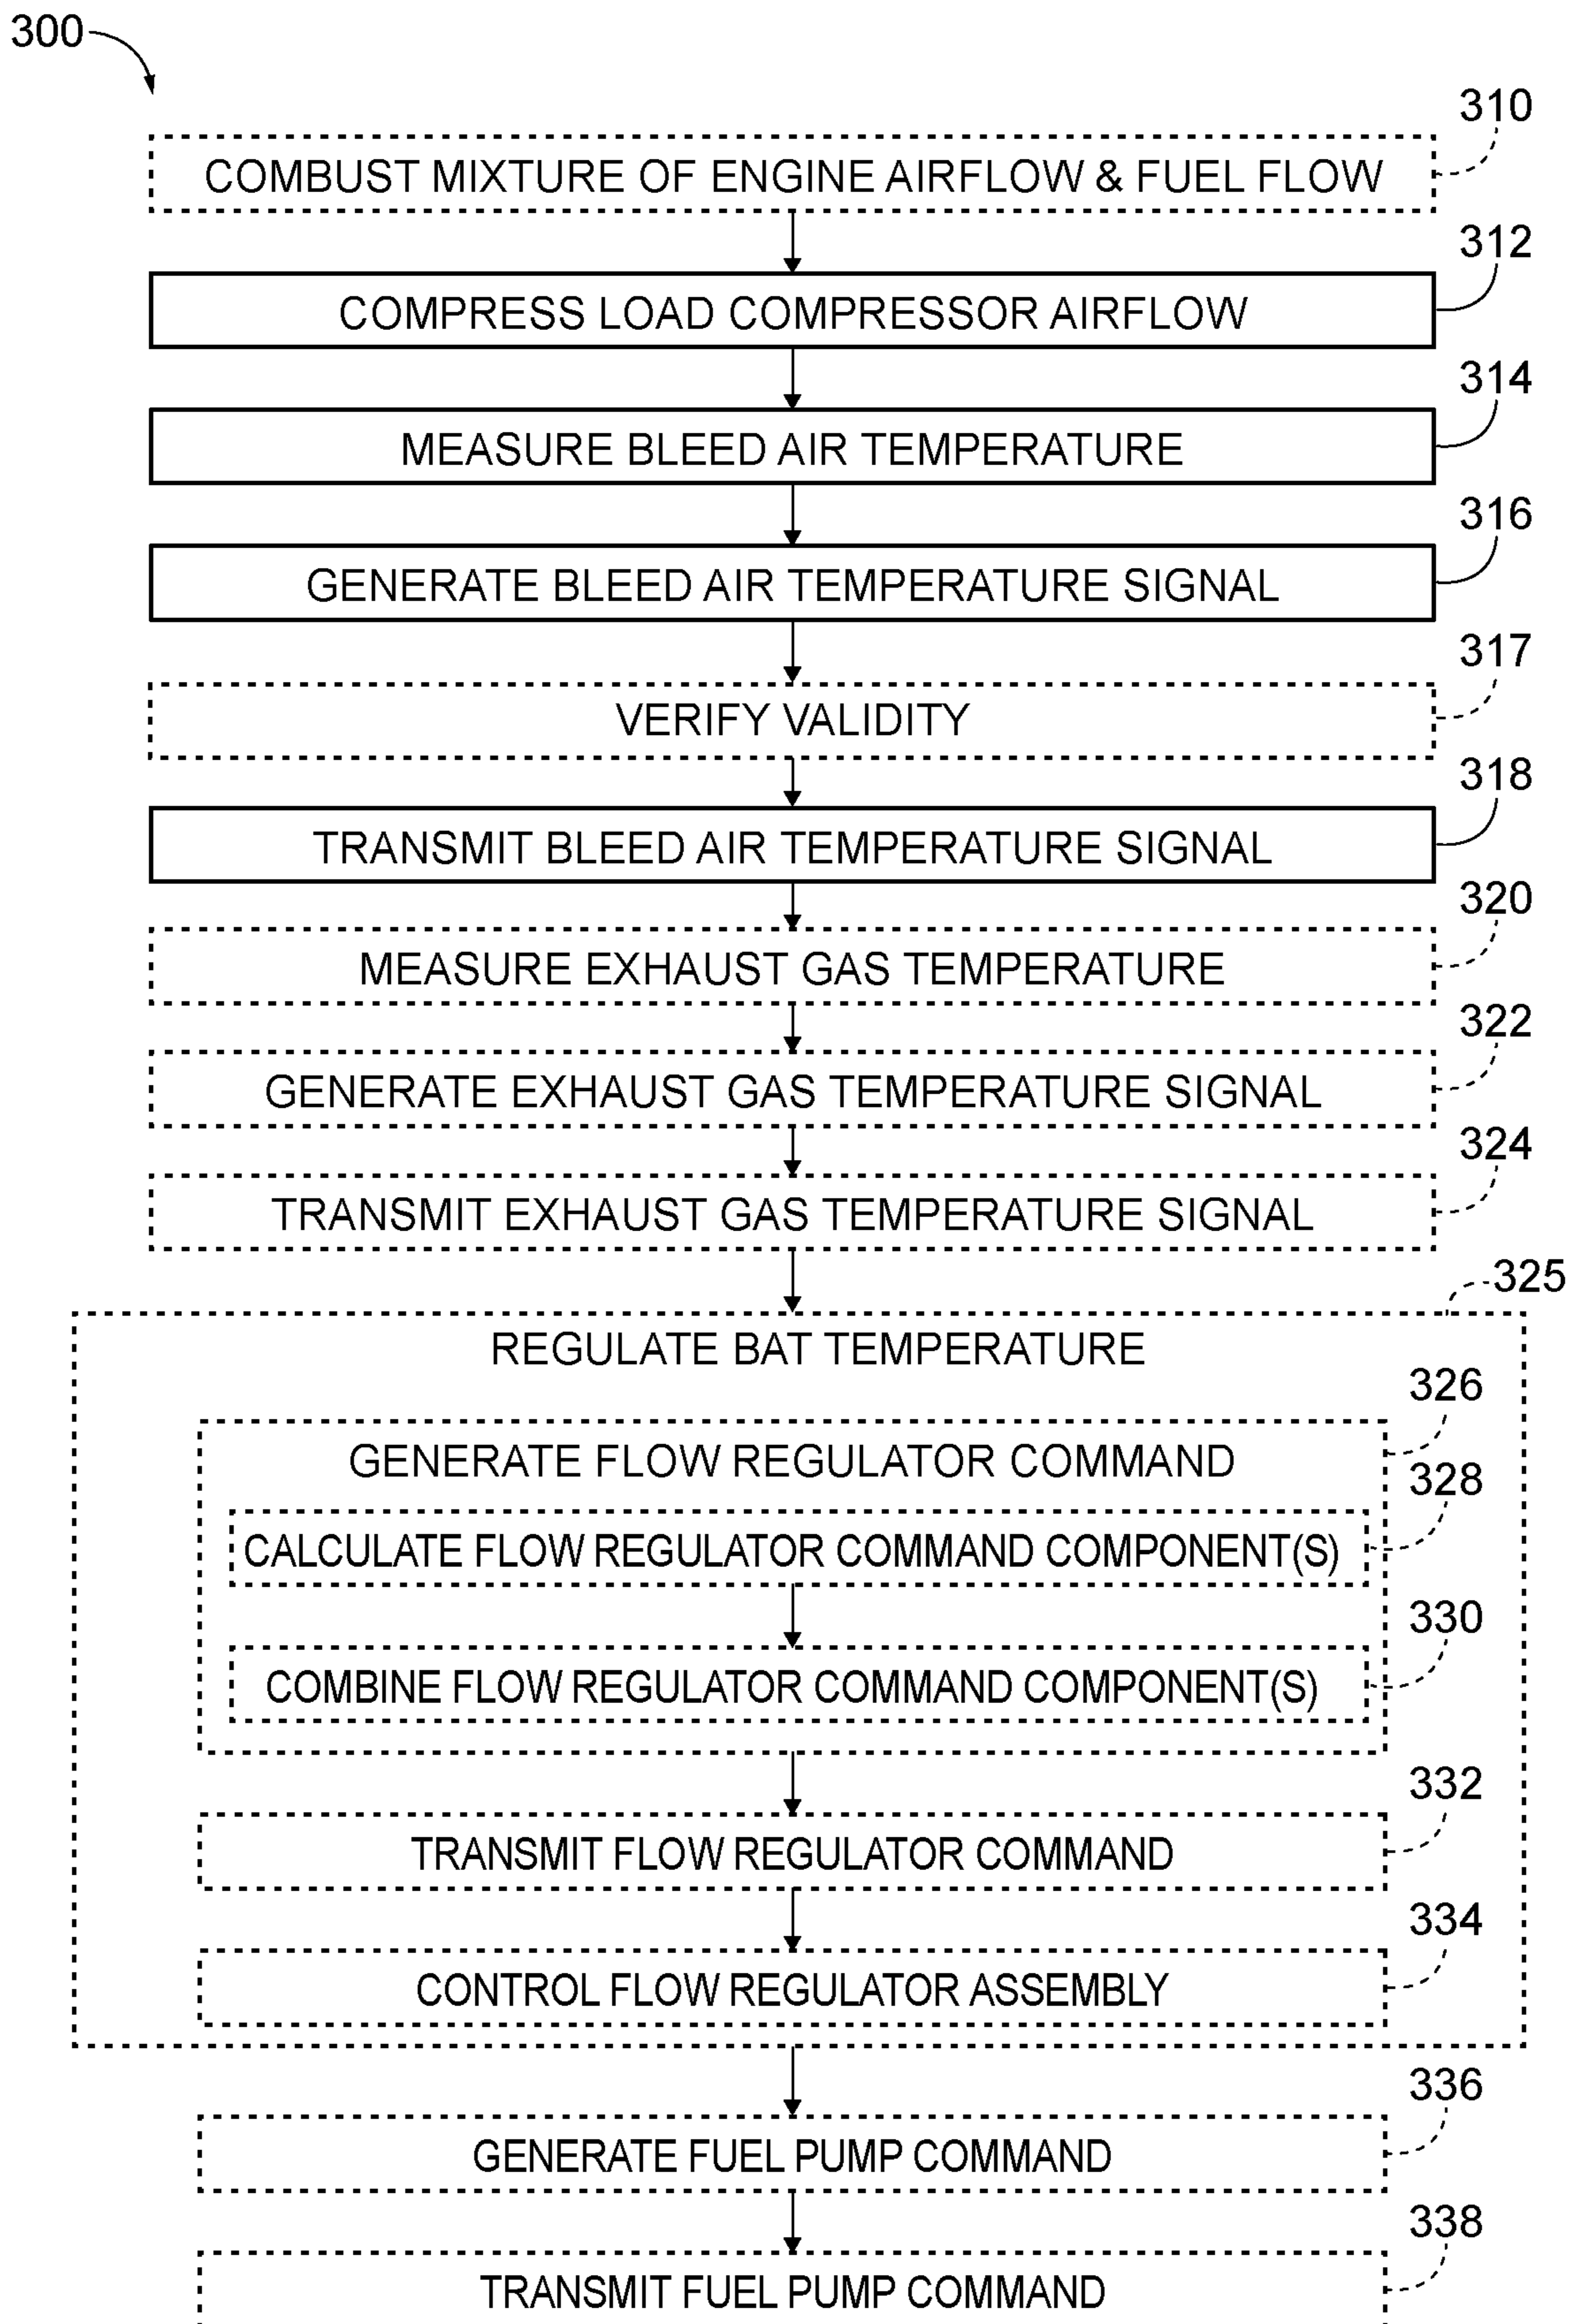 300
310
COMBUST MIXTURE OF ENGINE AIRFLOW & FUEL FLOW
312
COMPRESS LOAD COMPRESSOR AIRFLOW
314
MEASURE BLEED AIR TEMPERATURE
316
GENERATE BLEED AIR TEMPERATURE SIGNAL
317
VERIFY VALIDITY
318
TRANSMIT BLEED AIR TEMPERATURE SIGNAL
320
MEASURE EXHAUST GAS TEMPERATURE
322
GENERATE EXHAUST GAS TEMPERATURE SIGNAL
324
TRANSMIT EXHAUST GAS TEMPERATURE SIGNAL
325
REGULATE BAT TEMPERATURE
326
GENERATE FLOW REGULATOR COMMAND
328
CALCULATE FLOW REGULATOR COMMAND COMPONENT(S)
330
COMBINE FLOW REGULATOR COMMAND COMPONENT(S)
332
TRANSMIT FLOW REGULATOR COMMAND
334
CONTROL FLOW REGULATOR ASSEMBLY
336
GENERATE FUEL PUMP COMMAND
338
TRANSMIT FUEL PUMP COMMAND